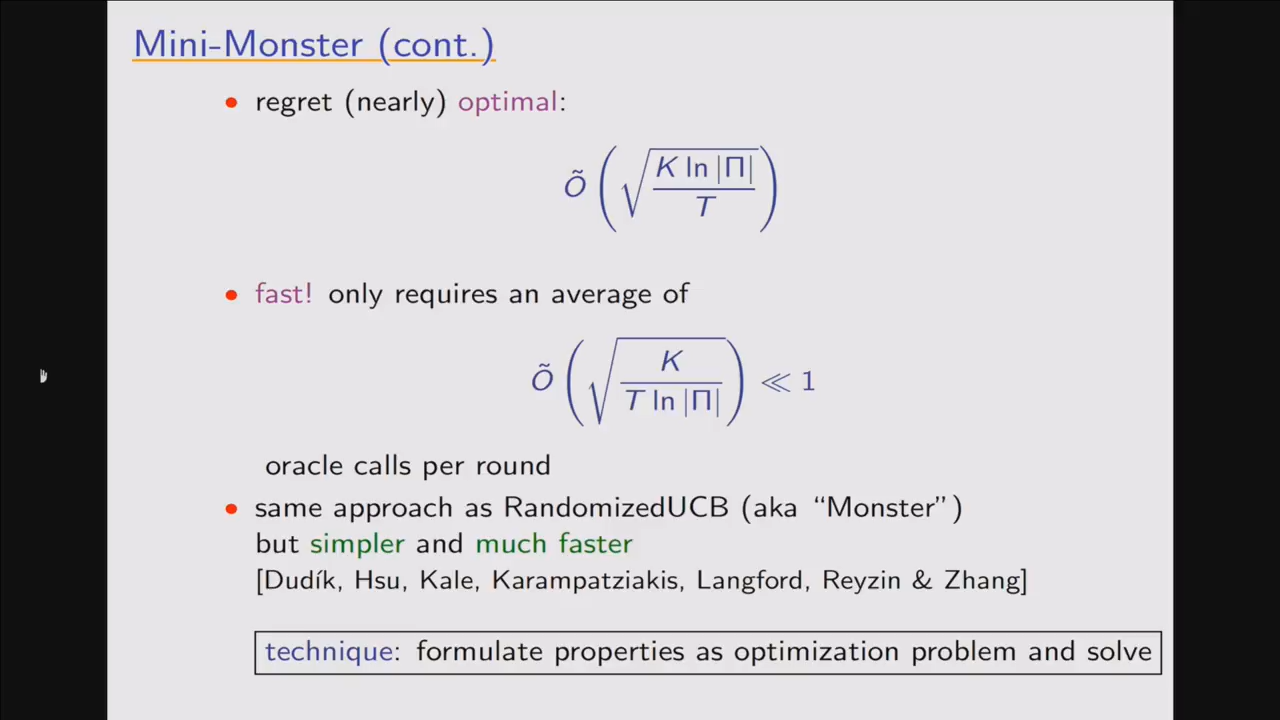 Mini-Monster (cont.)
• regret (nearly) optimal:
Õ(√(K ln |Π| / T))
• fast! only requires an average of
Õ(√(K / (T ln |Π|))) ≪ 1
oracle calls per round
• same approach as RandomizedUCB (aka “Monster”)
but simpler and much faster
[Dudík, Hsu, Kale, Karampatziakis, Langford, Reyzin & Zhang]
technique: formulate properties as optimization problem and solve